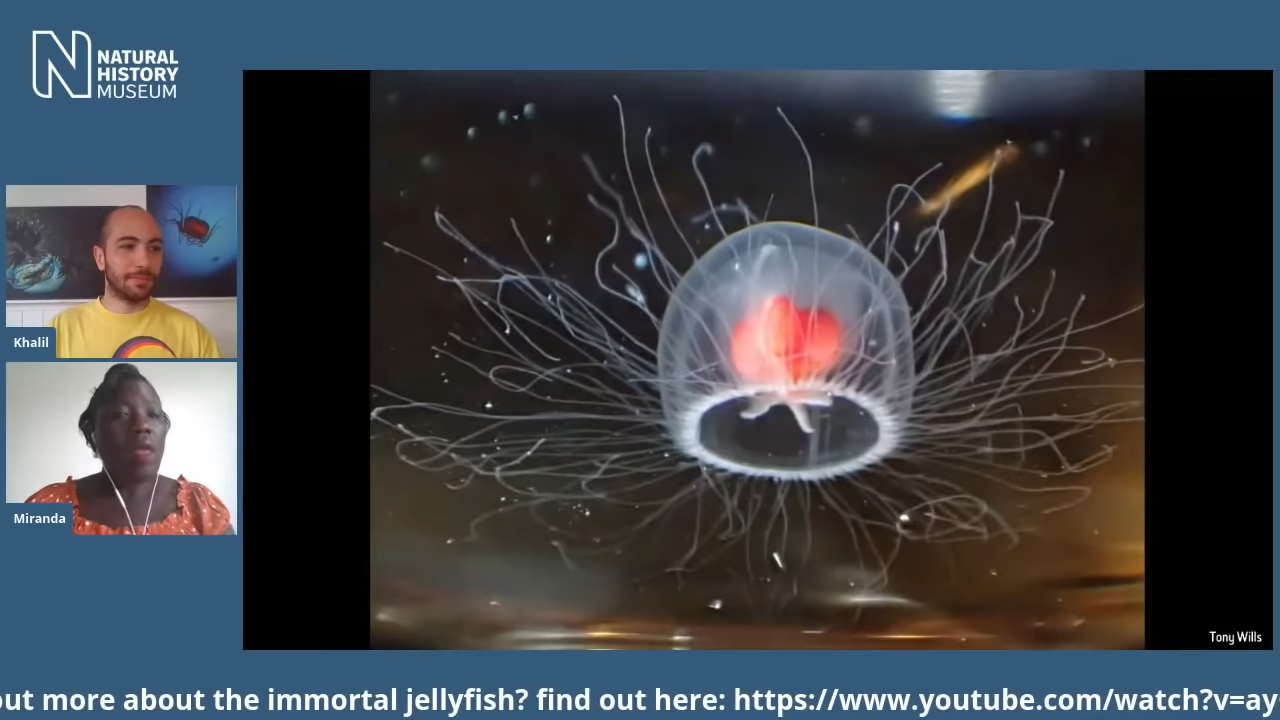 NATURAL
HISTORY
MUSEUM
Khalil
Miranda
Tony Wills
out more about the immortal jellyfish? find out here: https://www.youtube.com/watch?v=ay